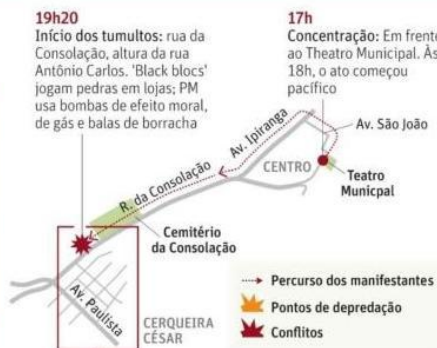 19h20
Início dos tumultos: rua da
Consolação, altura da rua
Antônio Carlos. 'Black blocs'
jogam pedras em lojas; PM
usa bombas de efeito moral,
de gás e balas de borracha
17h
Concentração: Em frente
ao Theatro Municipal. Às
18h, o ato começou
pacífico
Av. Ipiranga
Av. São João
CENTRO
Teatro
Municpal
R. da Consolação
Cemitério
da Consolação
Av. Paulista
CERQUEIRA
CÉSAR
Percurso dos manifestantes
Pontos de depredação
Conflitos